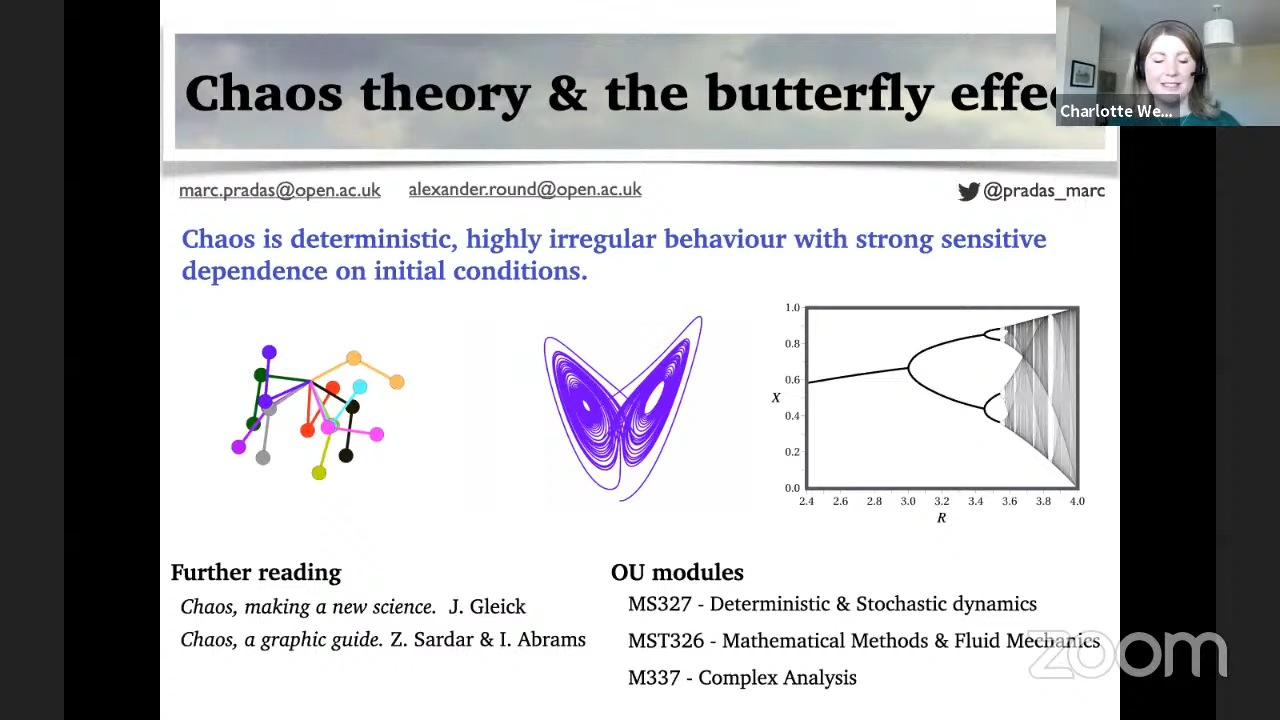 Chaos theory & the butterfly effe
Charlotte We...
marc.pradas@open.ac.uk alexander.round@open.ac.uk @pradas_marc
Chaos is deterministic, highly irregular behaviour with strong sensitive
dependence on initial conditions.
1.0
0.8
0.6
X
0.4
0.2
0.0
2.4 2.6 2.8 3.0 3.2 3.4 3.6 3.8 4.0
R
Further reading
Chaos, making a new science. J. Gleick
Chaos, a graphic guide. Z. Sardar & I. Abrams
OU modules
MS327 - Deterministic & Stochastic dynamics
MST326 - Mathematical Methods & Fluid Mechanics
M337 - Complex Analysis
zoom